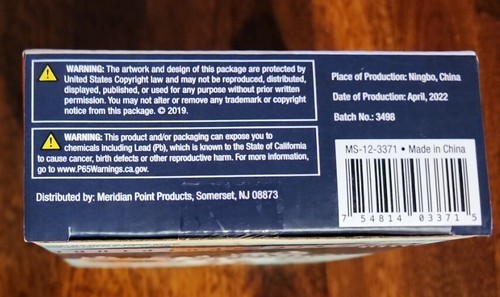 WARNING: The artwork and design of this package are protected by
United States Copyright law and may not be reproduced, distributed,
displayed, published, or used for any purpose without prior written
permission. You may not alter or remove any trademark or copyright
notice from this package. © 2019.
WARNING: This product and/or packaging can expose you to
chemicals including Lead (Pb), which is known to the State of California
to cause cancer, birth defects or other reproductive harm. For more information,
go to www.P65Warnings.ca.gov.
Distributed by: Meridian Point Products, Somerset, NJ 08873
Place of Production: Ningbo, China
Date of Production: April, 2022
Batch No.: 3498
MS-12-3371 • Made in China
7 54814 03371 5